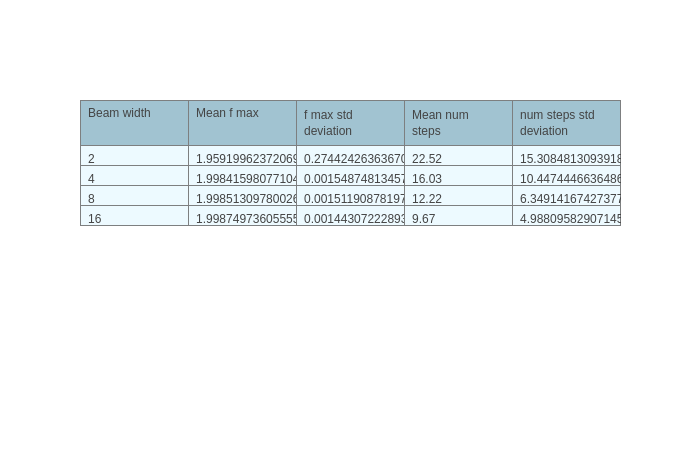 Beam width Mean f max f max std deviation Mean num steps num steps std deviation
2 1.95919962372069 0.27442426363670 22.52 15.3084813093918
4 1.99841598077104 0.00154874813457 16.03 10.4474446636486
8 1.99851309780026 0.00151190878197 12.22 6.34914167427377
16 1.99874973605555 0.00144307222893 9.67 4.98809582907145